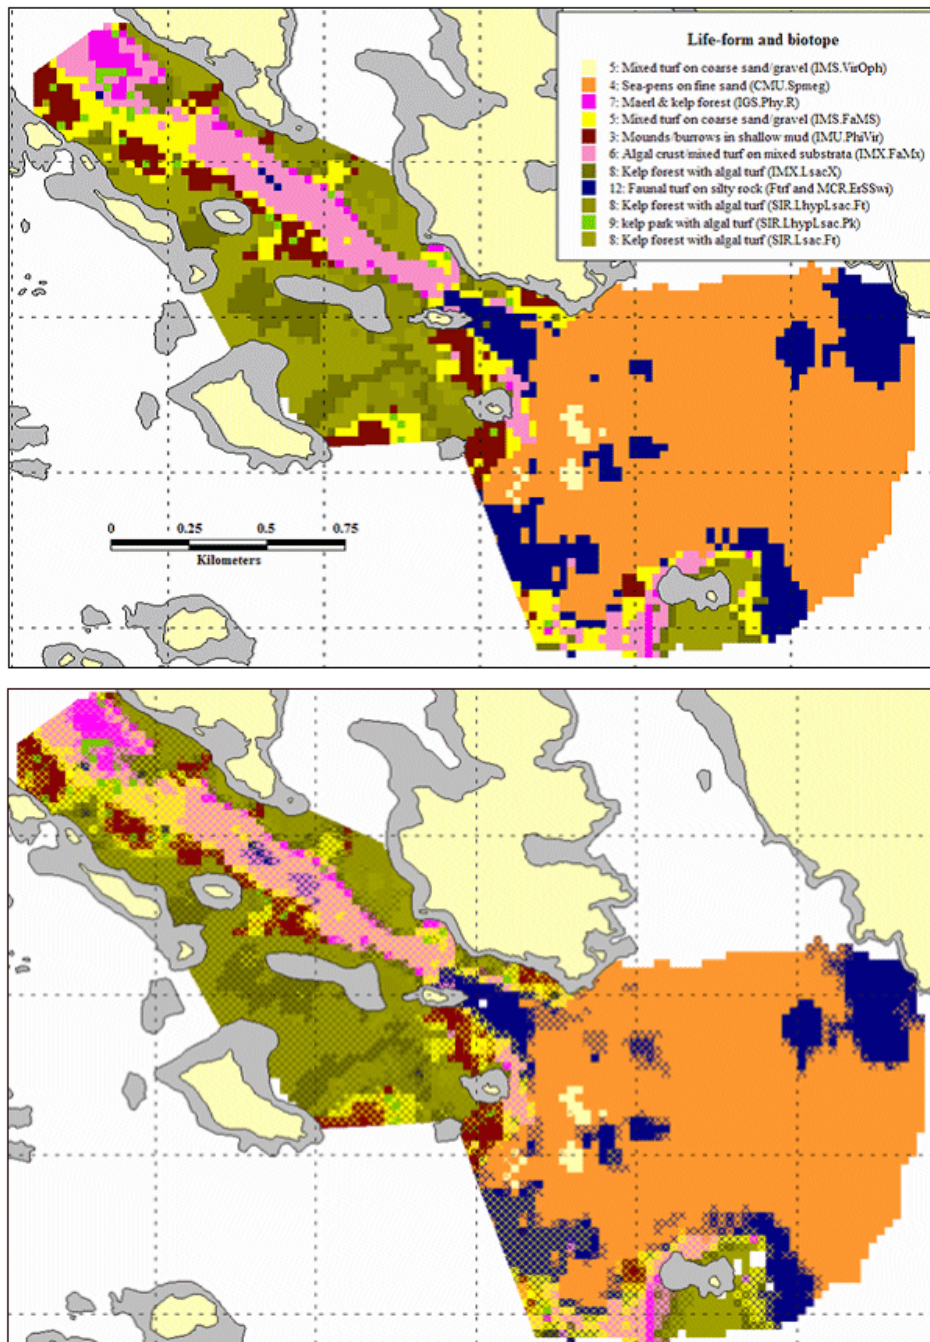 Life-form and biotope
5: Mixed turf on coarse sand/gravel (IMS.VirOph)
4: Sea-pens on fine sand (CMU.Spmeg)
7: Maerl & kelp forest (IGS.Phy.R)
5: Mixed turf on coarse sand/gravel (IMS.FaMS)
3: Mounds/burrows in shallow mud (IMU.PhiVir)
6: Algal crust/mixed turf on mixed substrata (IMX.FaMx)
8: Kelp forest with algal turf (IMX.LsacX)
12: Faunal turf on silty rock (Ftrf and MCR.ErSSwi)
8: Kelp forest with algal turf (SIR.LhypLsac.Ft)
9: kelp park with algal turf (SIR.LhypLsac.Pk)
8: Kelp forest with algal turf (SIR.Lsac.Ft)
0 0.25 0.5 0.75
Kilometers